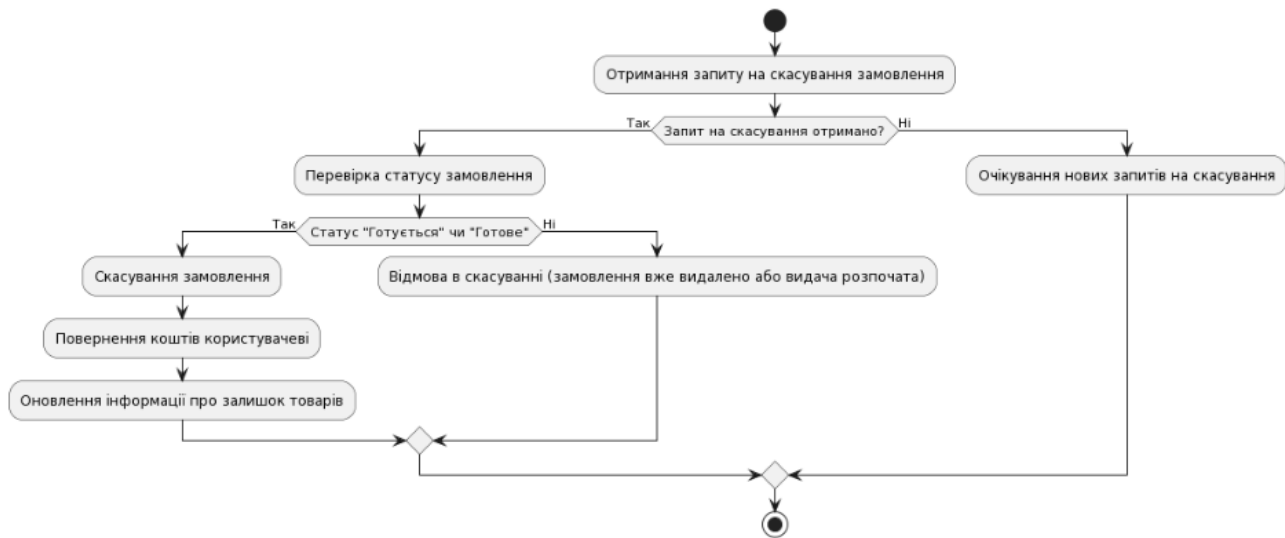 Отримання запиту на скасування замовлення
Так
Запит на скасування отримано?
Ні
Перевірка статусу замовлення
Очікування нових запитів на скасування
Так
Статус "Готується" чи "Готове"
Ні
Скасування замовлення
Відмова в скасуванні (замовлення вже видалено або видача розпочата)
Повернення коштів користувачеві
Оновлення інформації про залишок товарів